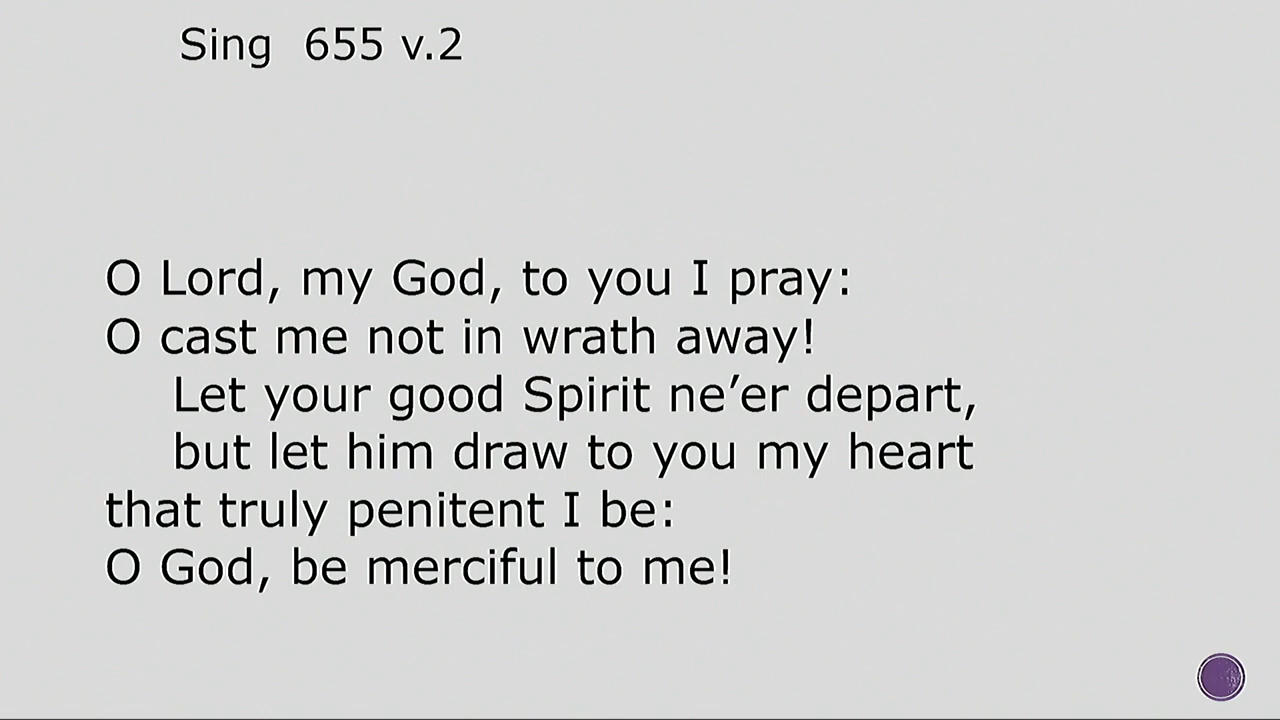 Sing 655 v.2
O Lord, my God, to you I pray:
O cast me not in wrath away!
Let your good Spirit ne’er depart,
but let him draw to you my heart
that truly penitent I be:
O God, be merciful to me!